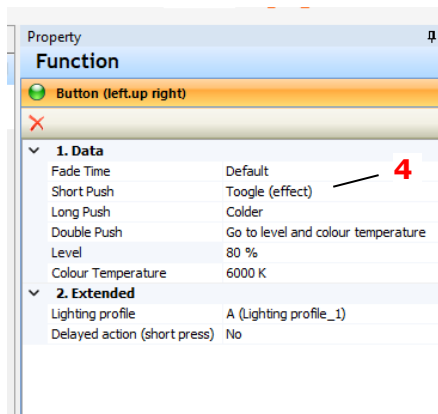 Property
Function
Button (left.up right)
1. Data
Fade Time Default
Short Push Toogle (effect) 4
Long Push Colder
Double Push Go to level and colour temperature
Level 80 %
Colour Temperature 6000 K
2. Extended
Lighting profile A (Lighting profile_1)
Delayed action (short press) No